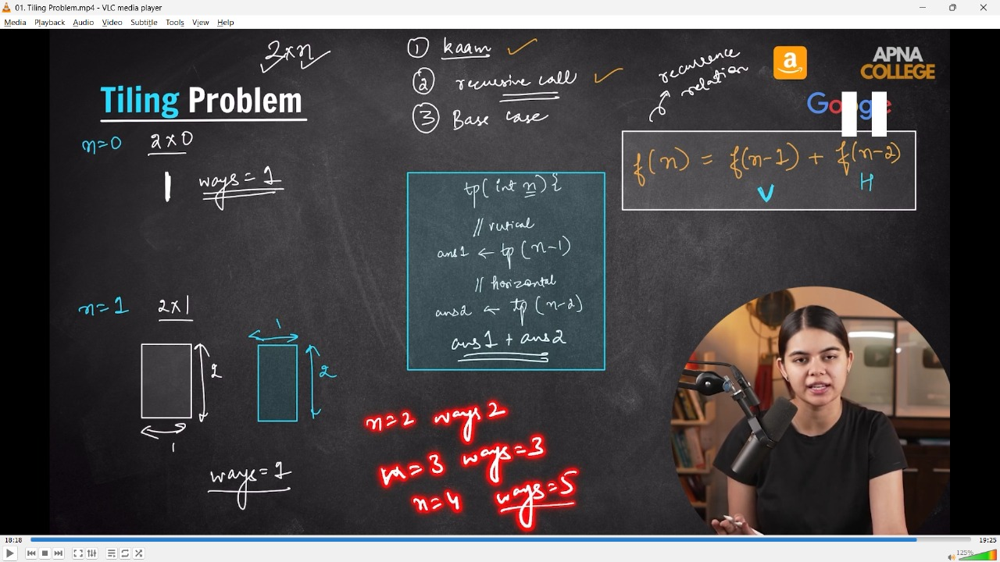 01. Tiling Problem.mp4 - VLC media player
Media Playback Audio Video Subtitle Tools View Help
2xn
① kaam ✓
② recursive call ✓
③ Base case
recurrence
relation
a
APNA
COLLEGE
Google
Tiling Problem
n=0 2x0
ways = 1
f(n) = f(n-1) + f(n-2)
V H
tp(int n){
// vertical
ans1 ← tp(n-1)
// horizontal
ans2 ← tp(n-2)
ans1 + ans2
n=1 2x1
1
2 2
1
ways=1
n=2 ways 2
n=3 ways=3
n=4 ways=5
18:18 19:25
125%